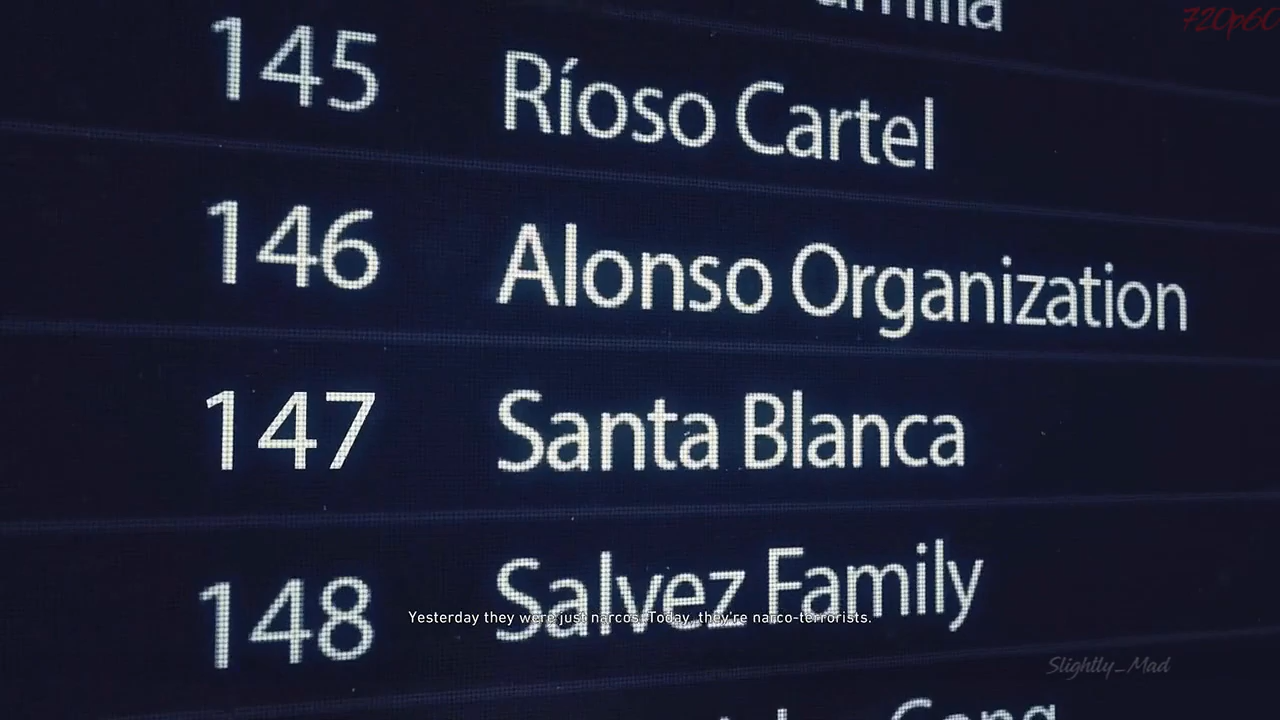 720p60
145 Ríoso Cartel
146 Alonso Organization
147 Santa Blanca
148 Salvez Family
Yesterday they were just narcos. Today, they're narco-terrorists.
Slightly_Mad